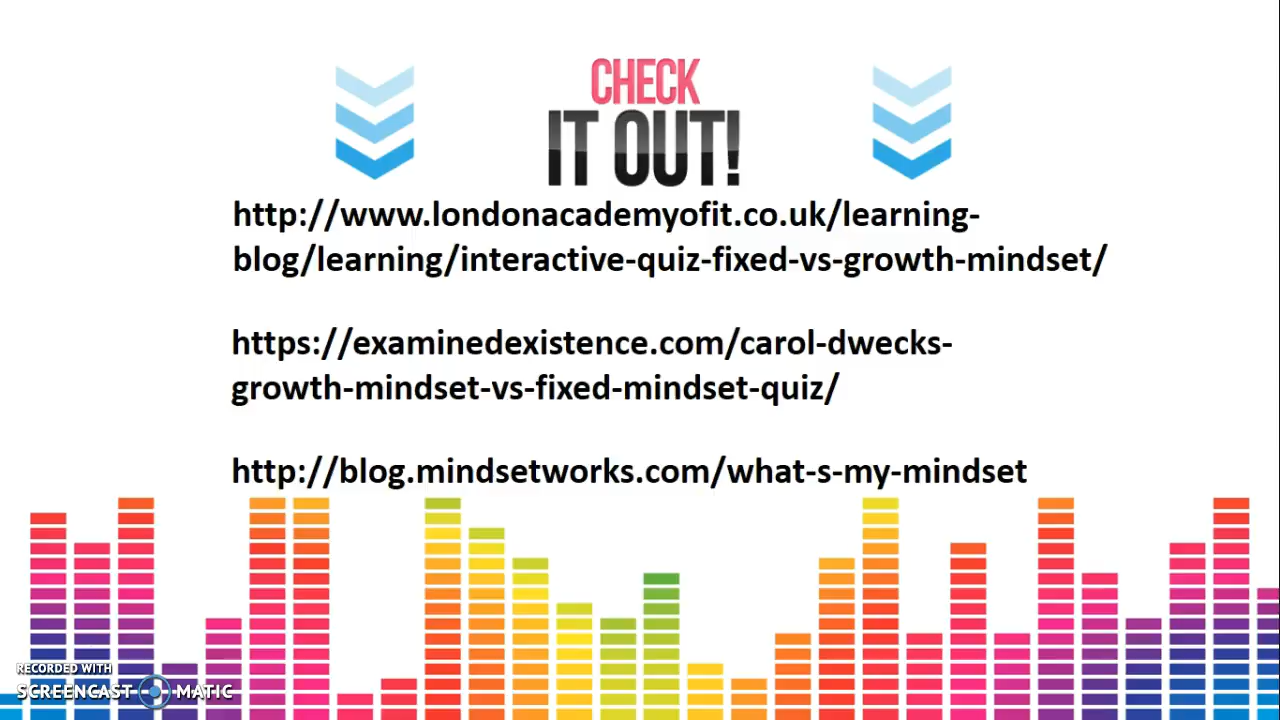 CHECK
IT OUT!
http://www.londonacademyofit.co.uk/learning-
blog/learning/interactive-quiz-fixed-vs-growth-mindset/
https://examinedexistence.com/carol-dwecks-
growth-mindset-vs-fixed-mindset-quiz/
http://blog.mindsetworks.com/what-s-my-mindset
RECORDED WITH
SCREENCAST MATIC